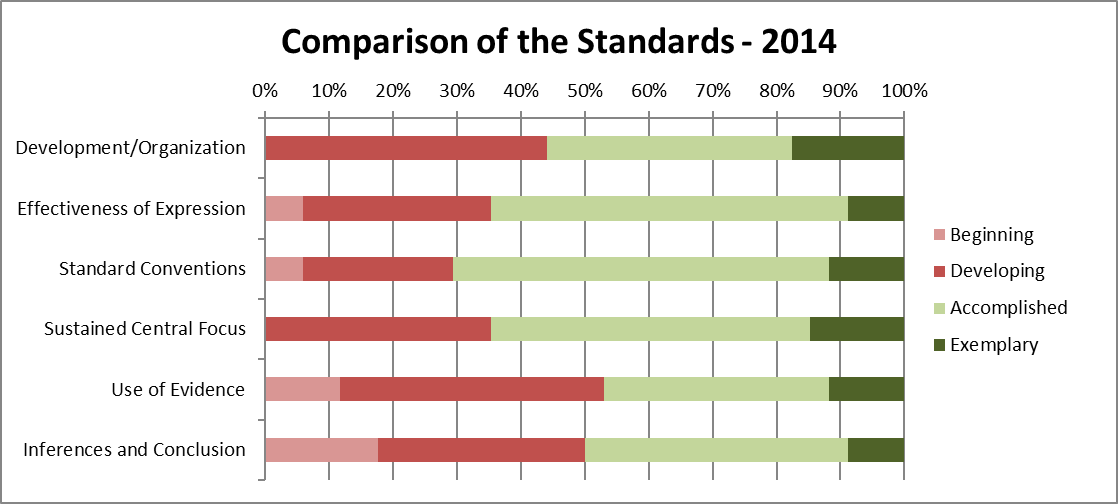 Comparison of the Standards - 2014
0% 10% 20% 30% 40% 50% 60% 70% 80% 90% 100%
Development/Organization
Effectiveness of Expression
Standard Conventions
Sustained Central Focus
Use of Evidence
Inferences and Conclusion
Beginning
Developing
Accomplished
Exemplary